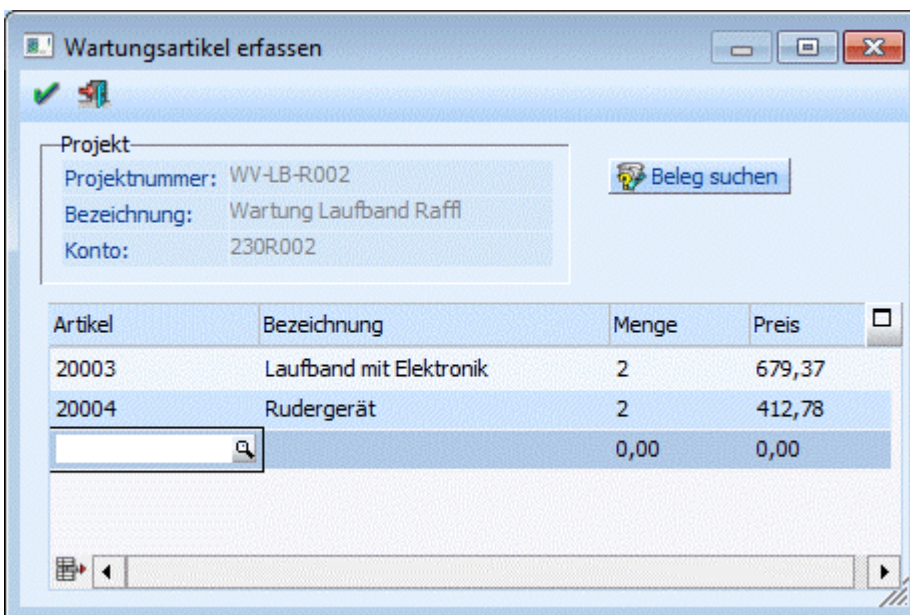 Wartungsartikel erfassen
Projekt
Projektnummer: WV-LB-R002
Beleg suchen
Bezeichnung: Wartung Laufband Raffl
Konto: 230R002
Artikel Bezeichnung Menge Preis
20003 Laufband mit Elektronik 2 679,37
20004 Rudergerät 2 412,78
0,00 0,00